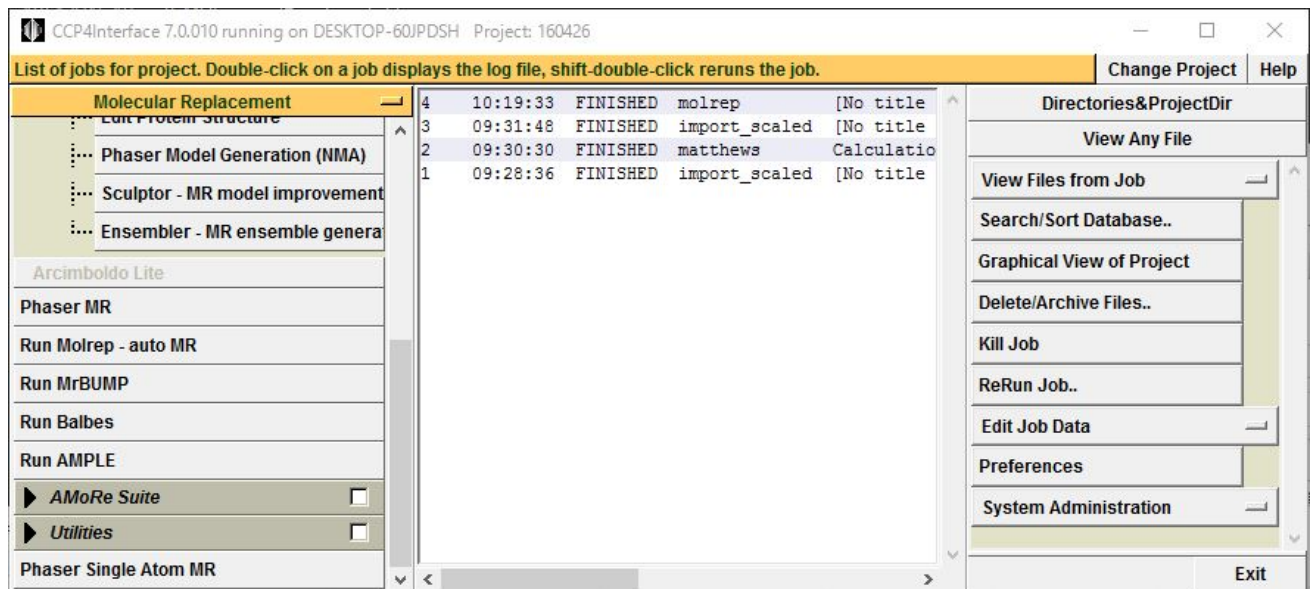 CCP4Interface 7.0.010 running on DESKTOP-60JPDSH Project: 160426
List of jobs for project. Double-click on a job displays the log file, shift-double-click reruns the job.
Change Project
Help
Molecular Replacement
Edit Protein Structure
Phaser Model Generation (NMA)
Sculptor - MR model improvement
Ensembler - MR ensemble genera
Arcimboldo Lite
Phaser MR
Run Molrep - auto MR
Run MrBUMP
Run Balbes
Run AMPLE
AMoRe Suite
Utilities
Phaser Single Atom MR
4 10:19:33 FINISHED molrep [No title
3 09:31:48 FINISHED import_scaled [No title
2 09:30:30 FINISHED matthews Calculatio
1 09:28:36 FINISHED import_scaled [No title
Directories&ProjectDir
View Any File
View Files from Job
Search/Sort Database..
Graphical View of Project
Delete/Archive Files..
Kill Job
ReRun Job..
Edit Job Data
Preferences
System Administration
Exit